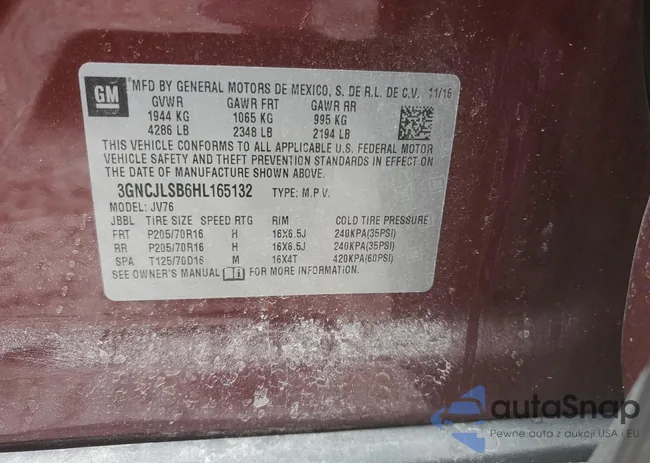 GM
MFD BY GENERAL MOTORS DE MEXICO, S. DE R.L. DE C.V. 11/16
GVWR GAWR FRT GAWR RR
1944 KG 1065 KG 995 KG
4286 LB 2348 LB 2194 LB
THIS VEHICLE CONFORMS TO ALL APPLICABLE U.S. FEDERAL MOTOR
VEHICLE SAFETY AND THEFT PREVENTION STANDARDS IN EFFECT ON
THE DATE OF MANUFACTURE SHOWN ABOVE.
3GNCJLSB6HL165132 TYPE: M.P.V.
MODEL: JV76
JBBL TIRE SIZE SPEED RTG RIM COLD TIRE PRESSURE
FRT P205/70R16 H 16X6.5J 240KPA(35PSI)
RR P205/70R16 H 16X6.5J 240KPA(35PSI)
SPA T125/70D16 M 16X4T 420KPA(60PSI)
SEE OWNER'S MANUAL FOR MORE INFORMATION.
autaSnap
Pewne auta z aukcji USA i EU